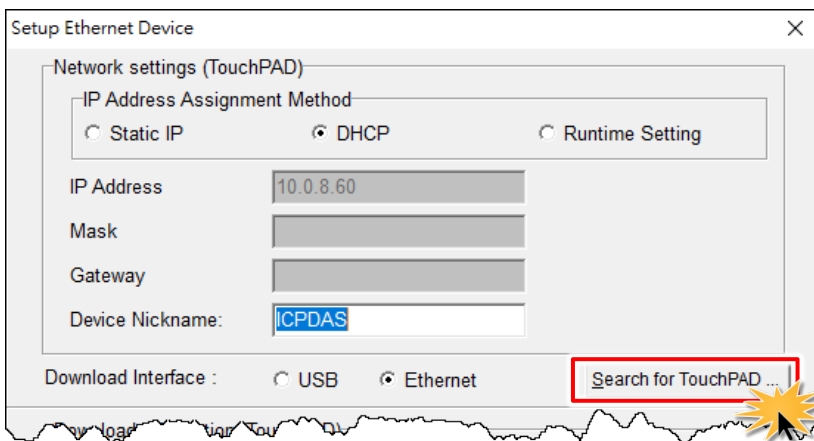 Setup Ethernet Device
Network settings (TouchPAD)
IP Address Assignment Method
Static IP DHCP Runtime Setting
IP Address 10.0.8.60
Mask
Gateway
Device Nickname: ICPDAS
Download Interface : USB Ethernet Search for TouchPAD ...